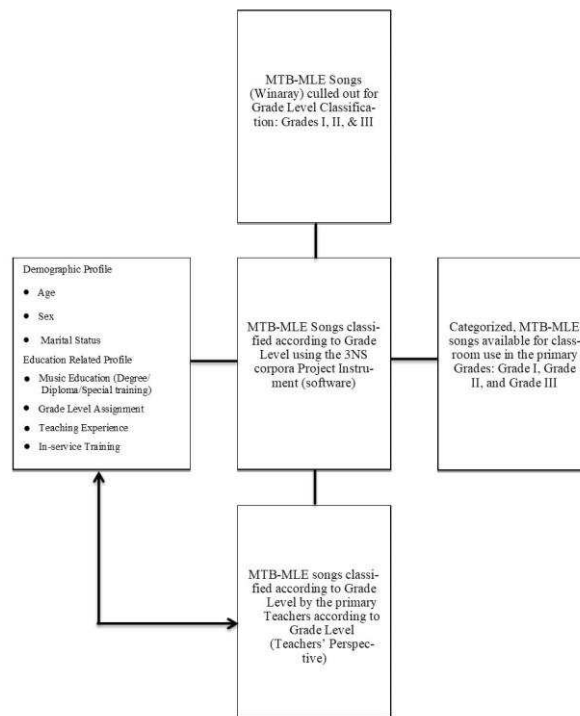 MTB-MLE Songs
(Winaray) culled out for
Grade Level Classifica-
tion: Grades I, II, & III
Demographic Profile
● Age
● Sex
● Marital Status
Education Related Profile
● Music Education (Degree/
Diploma/Special training)
● Grade Level Assignment
● Teaching Experience
● In-service Training
MTB-MLE Songs classi-
fied according to Grade
Level using the 3NS
corpora Project Instru-
ment (software)
Categorized, MTB-MLE
songs available for class-
room use in the primary
Grades: Grade I, Grade
II, and Grade III
MTB-MLE songs classi-
fied according to Grade
Level by the primary
Teachers according to
Grade Level
(Teachers’ Perspec-
tive)